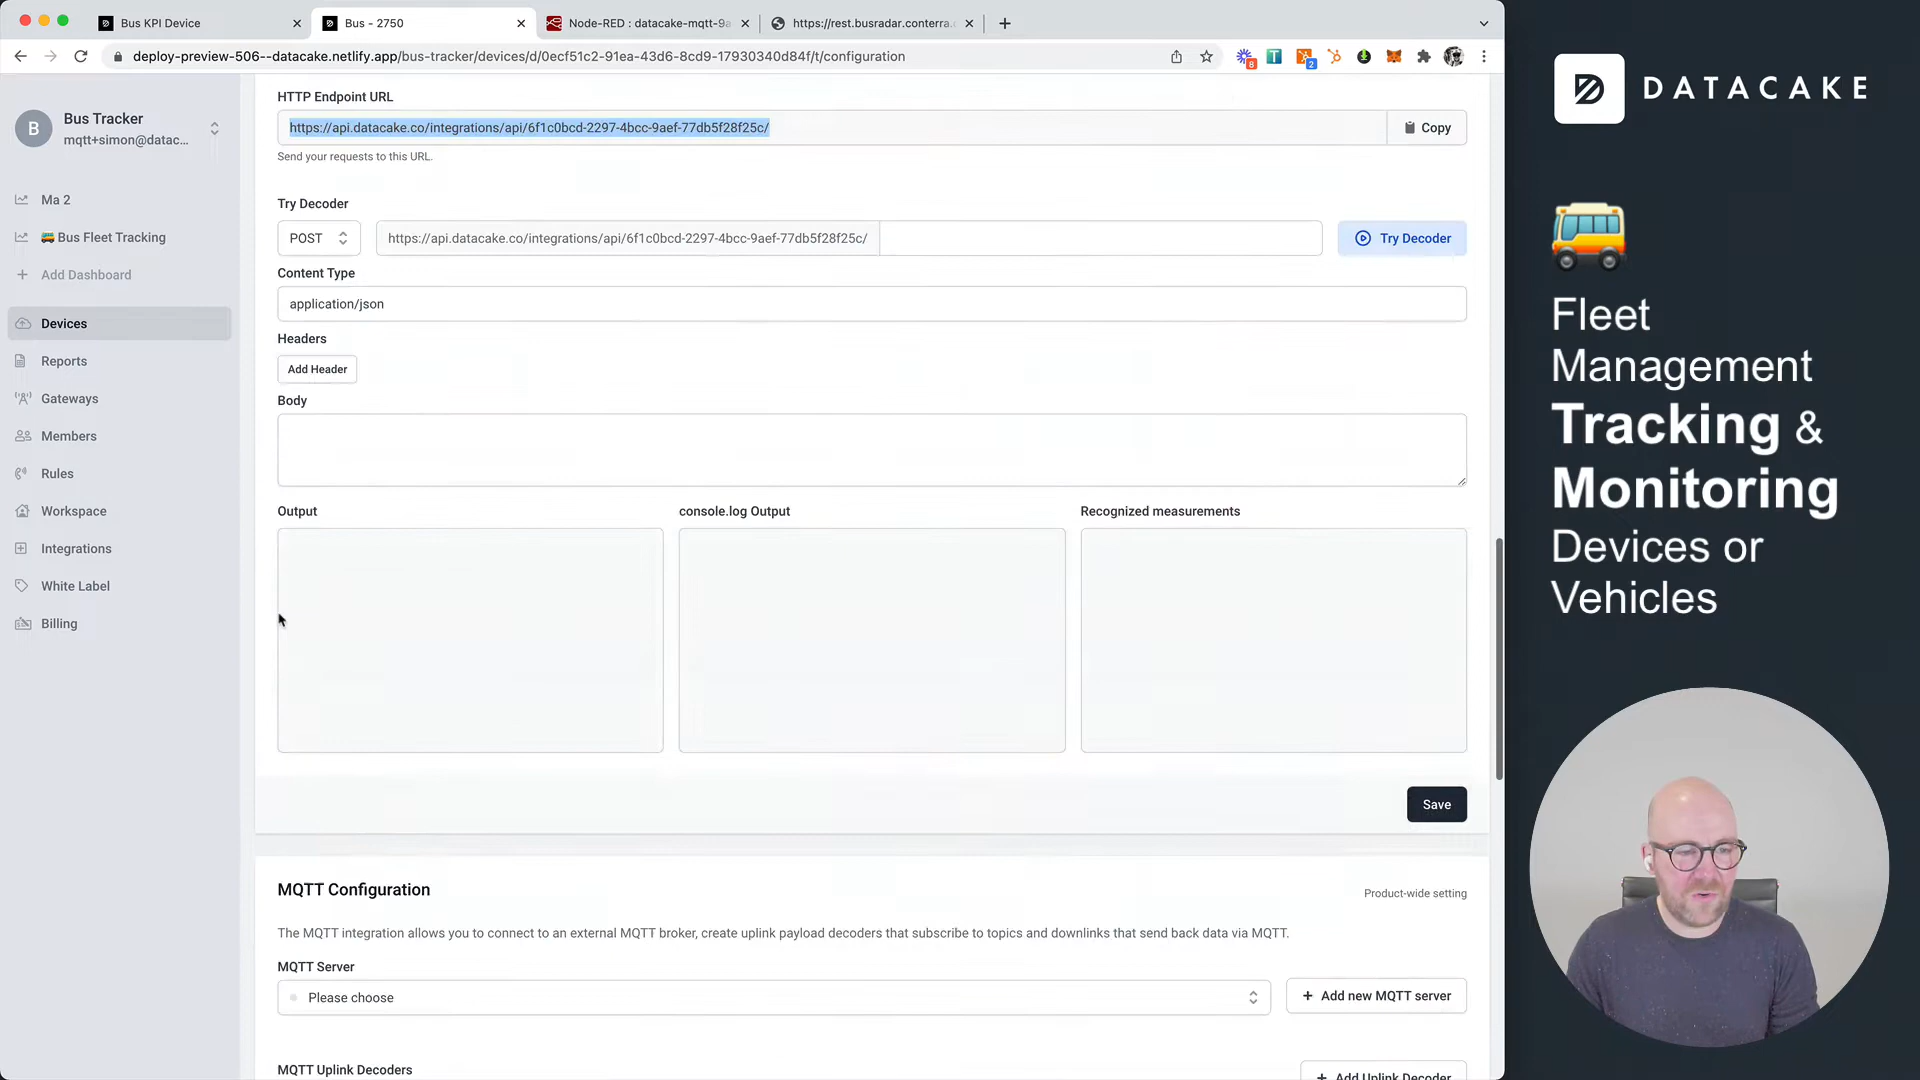 Bus KPI Device
Bus - 2750
Node-RED : datacake-mqtt-9a
https://rest.busradar.conterra.
deploy-preview-506--datacake.netlify.app/bus-tracker/devices/d/0ecf51c2-91ea-43d6-8cd9-17930340d84f/t/configuration
8
T
2
B
Bus Tracker
mqtt+simon@datac...
Ma 2
Bus Fleet Tracking
Add Dashboard
Devices
Reports
Gateways
Members
Rules
Workspace
Integrations
White Label
Billing
HTTP Endpoint URL
https://api.datacake.co/integrations/api/6f1c0bcd-2297-4bcc-9aef-77db5f28f25c/
Copy
Send your requests to this URL.
Try Decoder
POST
https://api.datacake.co/integrations/api/6f1c0bcd-2297-4bcc-9aef-77db5f28f25c/
Try Decoder
Content Type
application/json
Headers
Add Header
Body
Output
console.log Output
Recognized measurements
Save
MQTT Configuration
Product-wide setting
The MQTT integration allows you to connect to an external MQTT broker, create uplink payload decoders that subscribe to topics and downlinks that send back data via MQTT.
MQTT Server
Please choose
Add new MQTT server
MQTT Uplink Decoders
Add Uplink Decoder
DATACAKE
Fleet
Management
Tracking &
Monitoring
Devices or
Vehicles